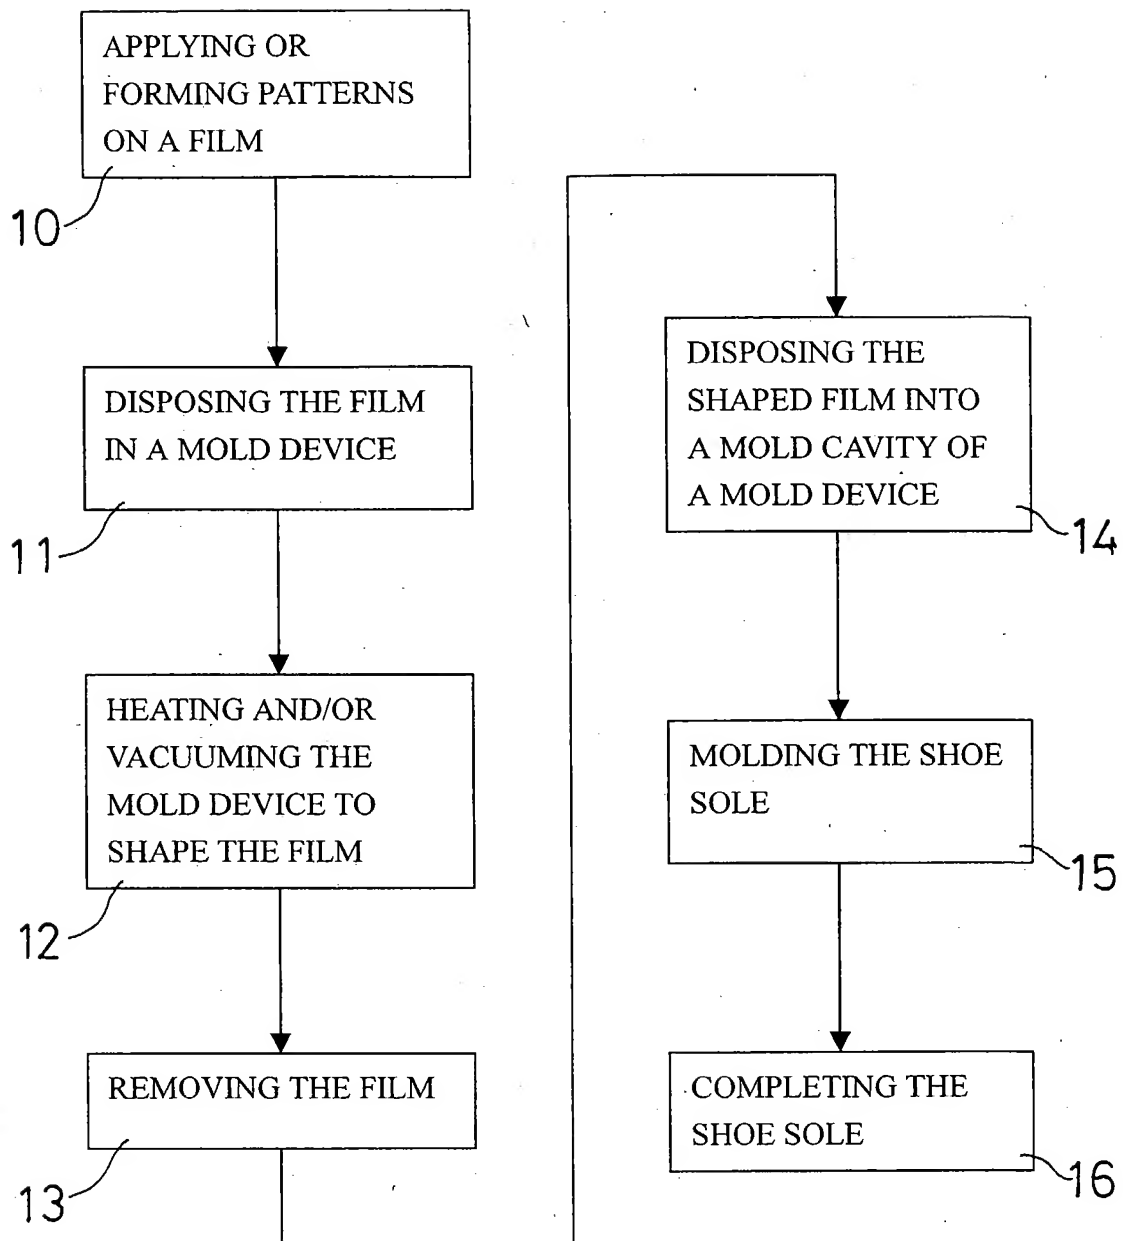 APPLYING OR
FORMING PATTERNS
ON A FILM
10
DISPOSING THE FILM
IN A MOLD DEVICE
11
HEATING AND/OR
VACUUMING THE
MOLD DEVICE TO
SHAPE THE FILM
12
REMOVING THE FILM
13
DISPOSING THE
SHAPED FILM INTO
A MOLD CAVITY OF
A MOLD DEVICE
14
MOLDING THE SHOE
SOLE
15
COMPLETING THE
SHOE SOLE
16